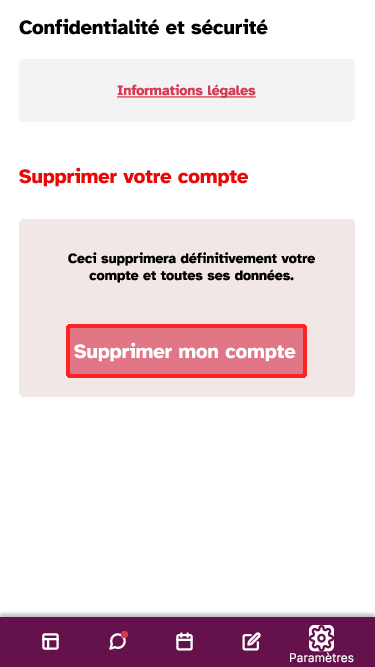 Confidentialité et sécurité
Informations légales
Supprimer votre compte
Ceci supprimera définitivement votre
compte et toutes ses données.
Supprimer mon compte
Paramètres